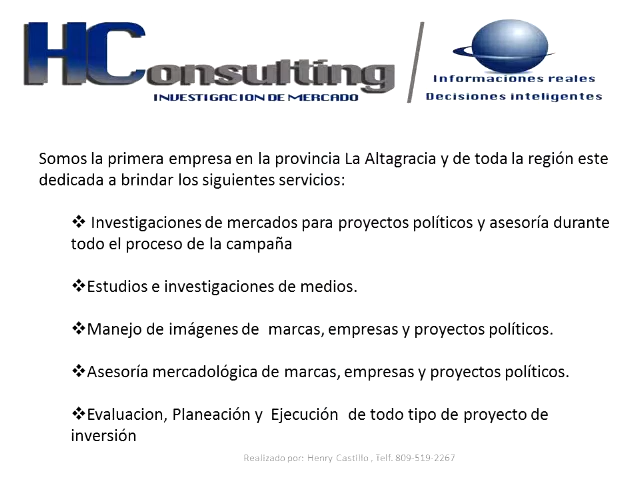 HConsulting
INVESTIGACION DE MERCADO
Informaciones reales
Decisiones inteligentes
Somos la primera empresa en la provincia La Altagracia y de toda la región este
dedicada a brindar los siguientes servicios:
❖ Investigaciones de mercados para proyectos políticos y asesoría durante
todo el proceso de la campaña
❖Estudios e investigaciones de medios.
❖Manejo de imágenes de marcas, empresas y proyectos políticos.
❖Asesoría mercadológica de marcas, empresas y proyectos políticos.
❖Evaluacion, Planeación y Ejecución de todo tipo de proyecto de
inversión
Realizado por: Henry Castillo , Telf. 809-519-2267